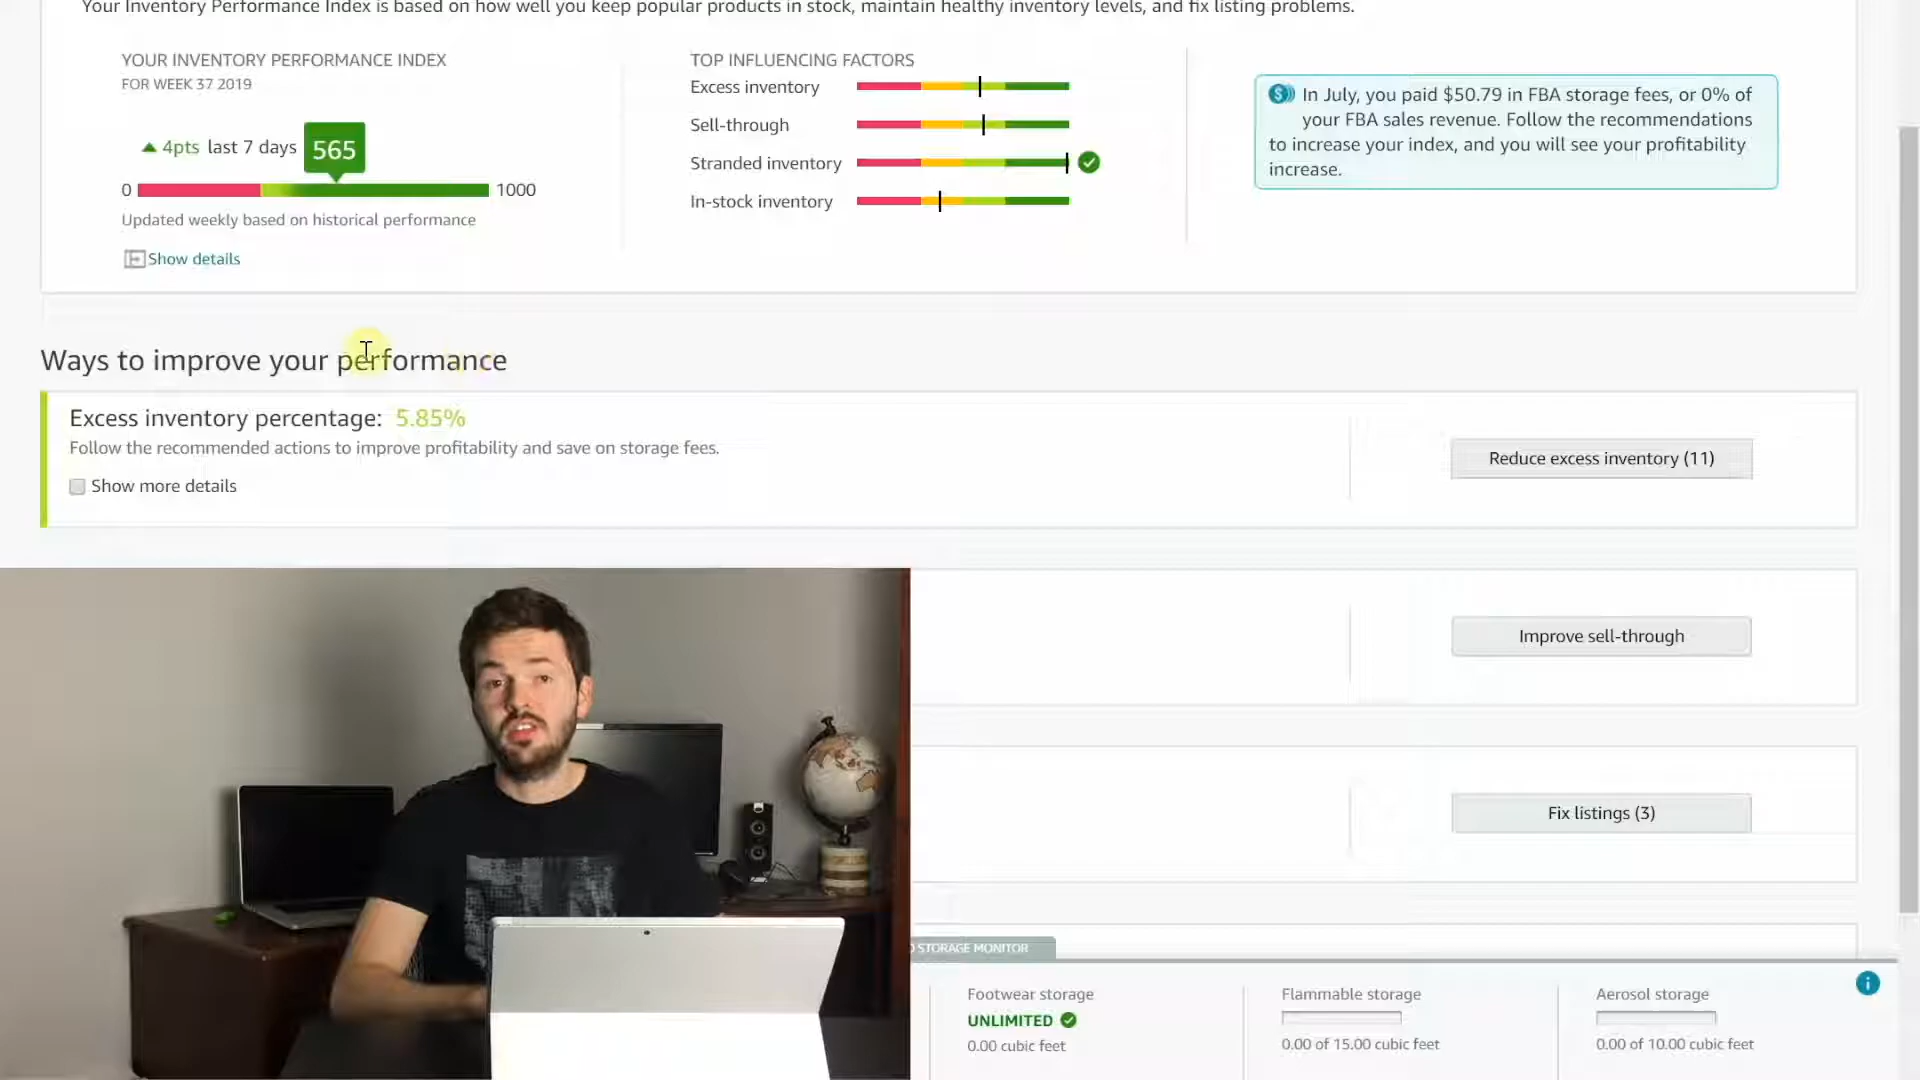 Your Inventory Performance Index is based on how well you keep popular products in stock, maintain healthy inventory levels, and fix listing problems.
YOUR INVENTORY PERFORMANCE INDEX
FOR WEEK 37 2019
4pts last 7 days 565
0 1000
Updated weekly based on historical performance
Show details
TOP INFLUENCING FACTORS
Excess inventory
Sell-through
Stranded inventory
In-stock inventory
In July, you paid $50.79 in FBA storage fees, or 0% of
your FBA sales revenue. Follow the recommendations
to increase your index, and you will see your profitability
increase.
Ways to improve your performance
Excess inventory percentage: 5.85%
Follow the recommended actions to improve profitability and save on storage fees.
Show more details
Reduce excess inventory (11)
Improve sell-through
Fix listings (3)
STORAGE MONITOR
Footwear storage
UNLIMITED
0.00 cubic feet
Flammable storage
0.00 of 15.00 cubic feet
Aerosol storage
0.00 of 10.00 cubic feet